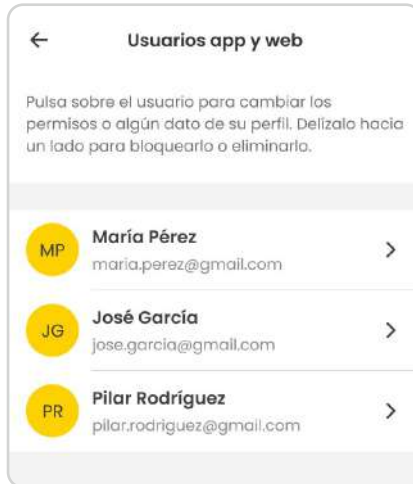 Usuarios app y web
Pulsa sobre el usuario para cambiar los
permisos o algún dato de su perfil. Delízalo hacia
un lado para bloquearlo o eliminarlo.
MP
María Pérez
maria.perez@gmail.com
JG
José García
jose.garcia@gmail.com
PR
Pilar Rodríguez
pilar.rodriguez@gmail.com